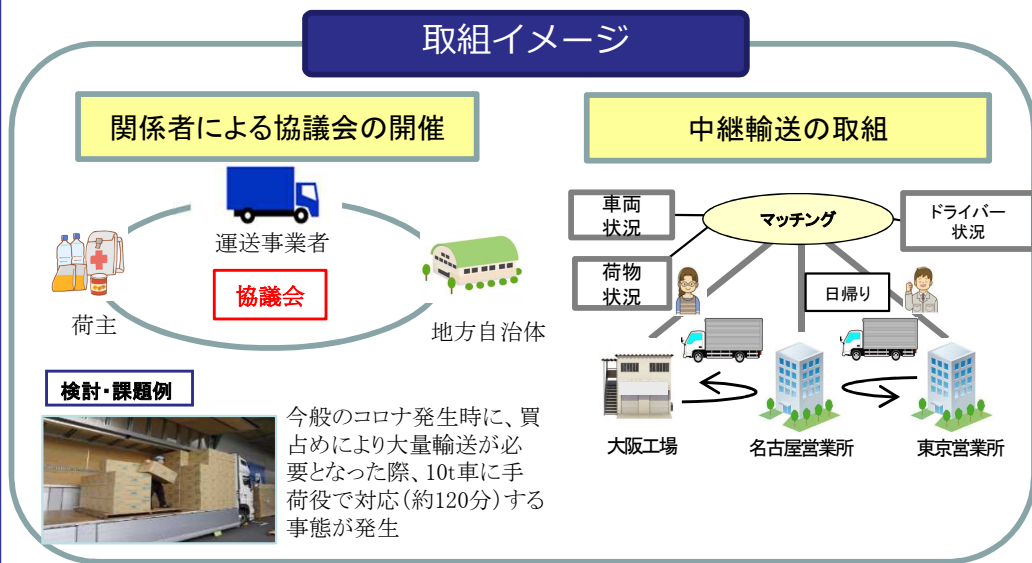 取組イメージ
関係者による協議会の開催
運送事業者
協議会
荷主
地方自治体
検討・課題例
今般のコロナ発生時に、買
占めにより大量輸送が必
要となった際、10t車に手
荷役で対応(約120分)する
事態が発生
中継輸送の取組
車両
状況
マッチング
ドライバー
状況
荷物
状況
日帰り
大阪工場
名古屋営業所
東京営業所